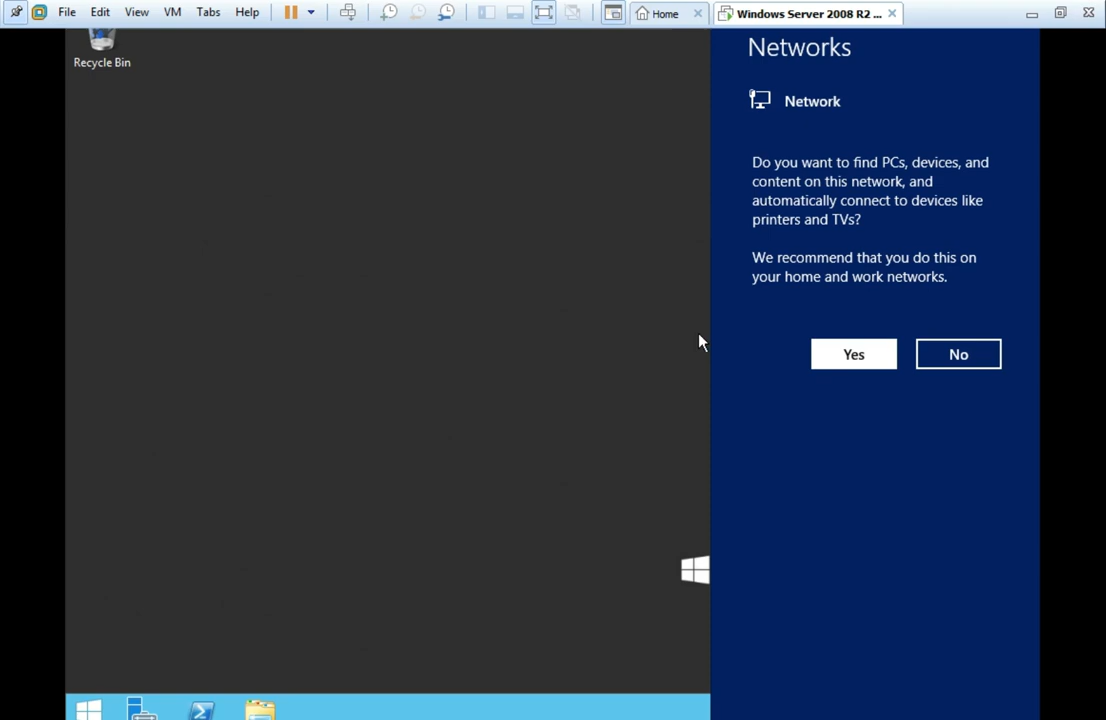 File Edit View VM Tabs Help Home Windows Server 2008 R2 ...
Recycle Bin
Networks
Network
Do you want to find PCs, devices, and
content on this network, and
automatically connect to devices like
printers and TVs?
We recommend that you do this on
your home and work networks.
Yes No